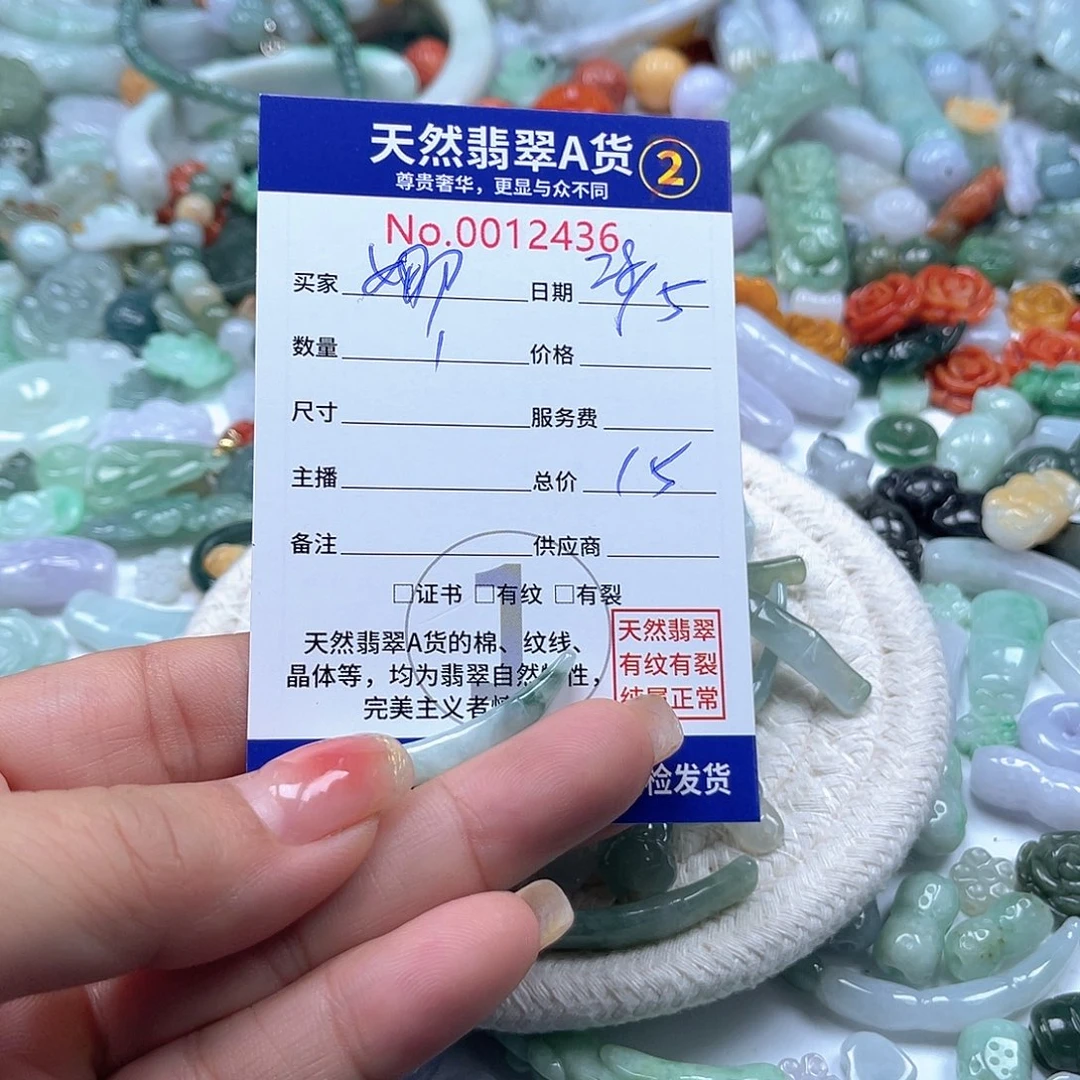 天然翡翠A货 2
尊贵奢华，更显与众不同
No.0012436
买家 娜 日期 28/5
数量 1 价格
尺寸 服务费
主播 总价 15
备注 供应商
1
□证书 □有纹 □有裂
天然翡翠A货的棉、纹线、
晶体等，均为翡翠自然 性，
完美主义者
天然翡翠
有纹有裂
纯属正常
检发货